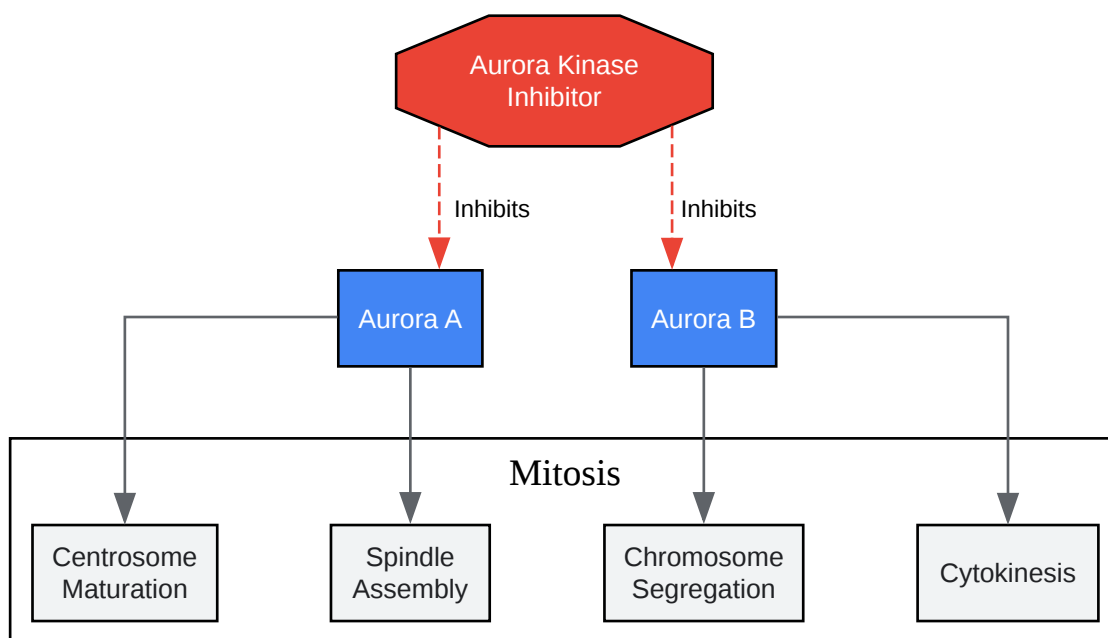 Aurora Kinase
Inhibitor
Inhibits
Inhibits
Aurora A
Aurora B
Mitosis
Centrosome
Maturation
Spindle
Assembly
Chromosome
Segregation
Cytokinesis